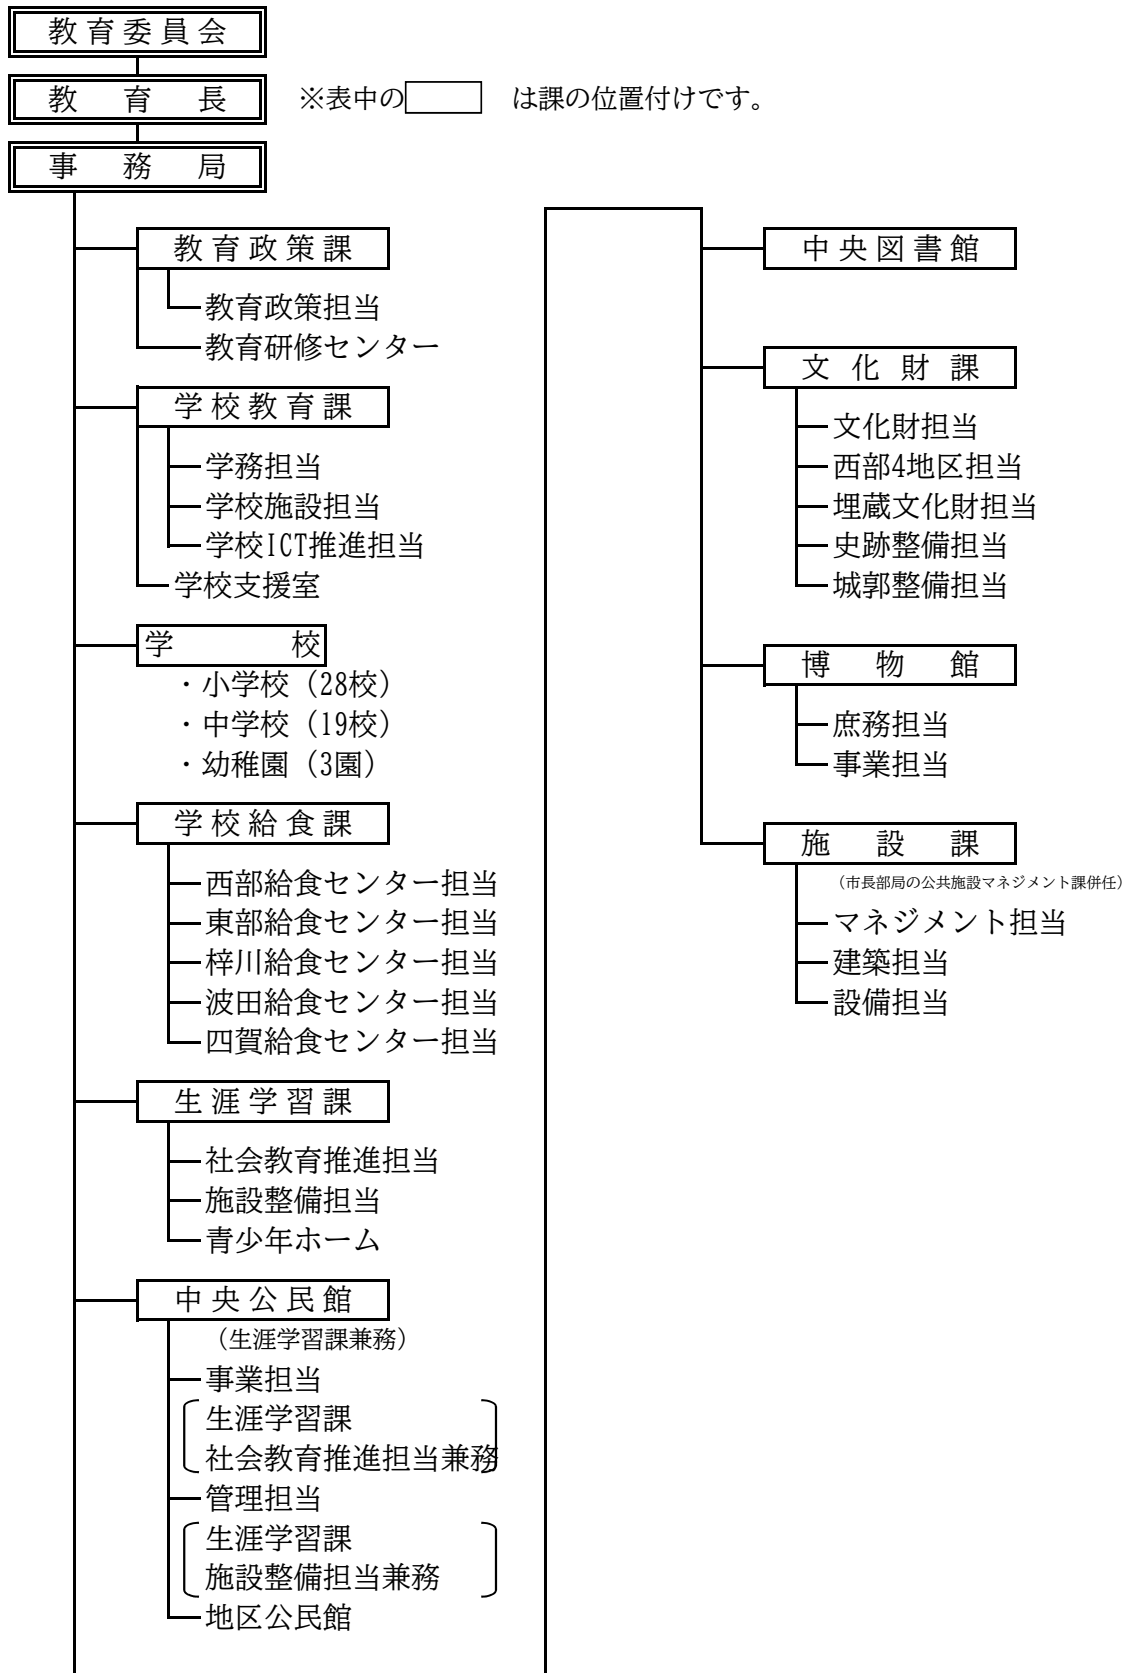 教育委員会
教育長
※表中の　は課の位置付けです。
事務局
教育政策課
教育政策担当
教育研修センター
学校教育課
学務担当
学校施設担当
学校ICT推進担当
学校支援室
学校
・小学校（28校）
・中学校（19校）
・幼稚園（3園）
学校給食課
西部給食センター担当
東部給食センター担当
梓川給食センター担当
波田給食センター担当
四賀給食センター担当
生涯学習課
社会教育推進担当
施設整備担当
青少年ホーム
中央公民館
（生涯学習課兼務）
事業担当
生涯学習課
社会教育推進担当兼務
管理担当
生涯学習課
施設整備担当兼務
地区公民館
中央図書館
文化財課
文化財担当
西部4地区担当
埋蔵文化財担当
史跡整備担当
城郭整備担当
博物館
庶務担当
事業担当
施設課
（市長部局の公共施設マネジメント課併任）
マネジメント担当
建築担当
設備担当